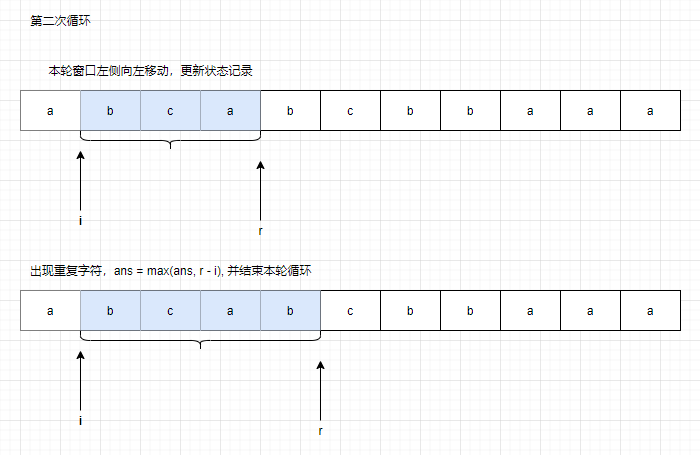 第二次循环
本轮窗口左侧向左移动，更新状态记录
a b c a b c b b a a a
i
r
出现重复字符，ans = max(ans, r - i), 并结束本轮循环
a b c a b c b b a a a
i
r